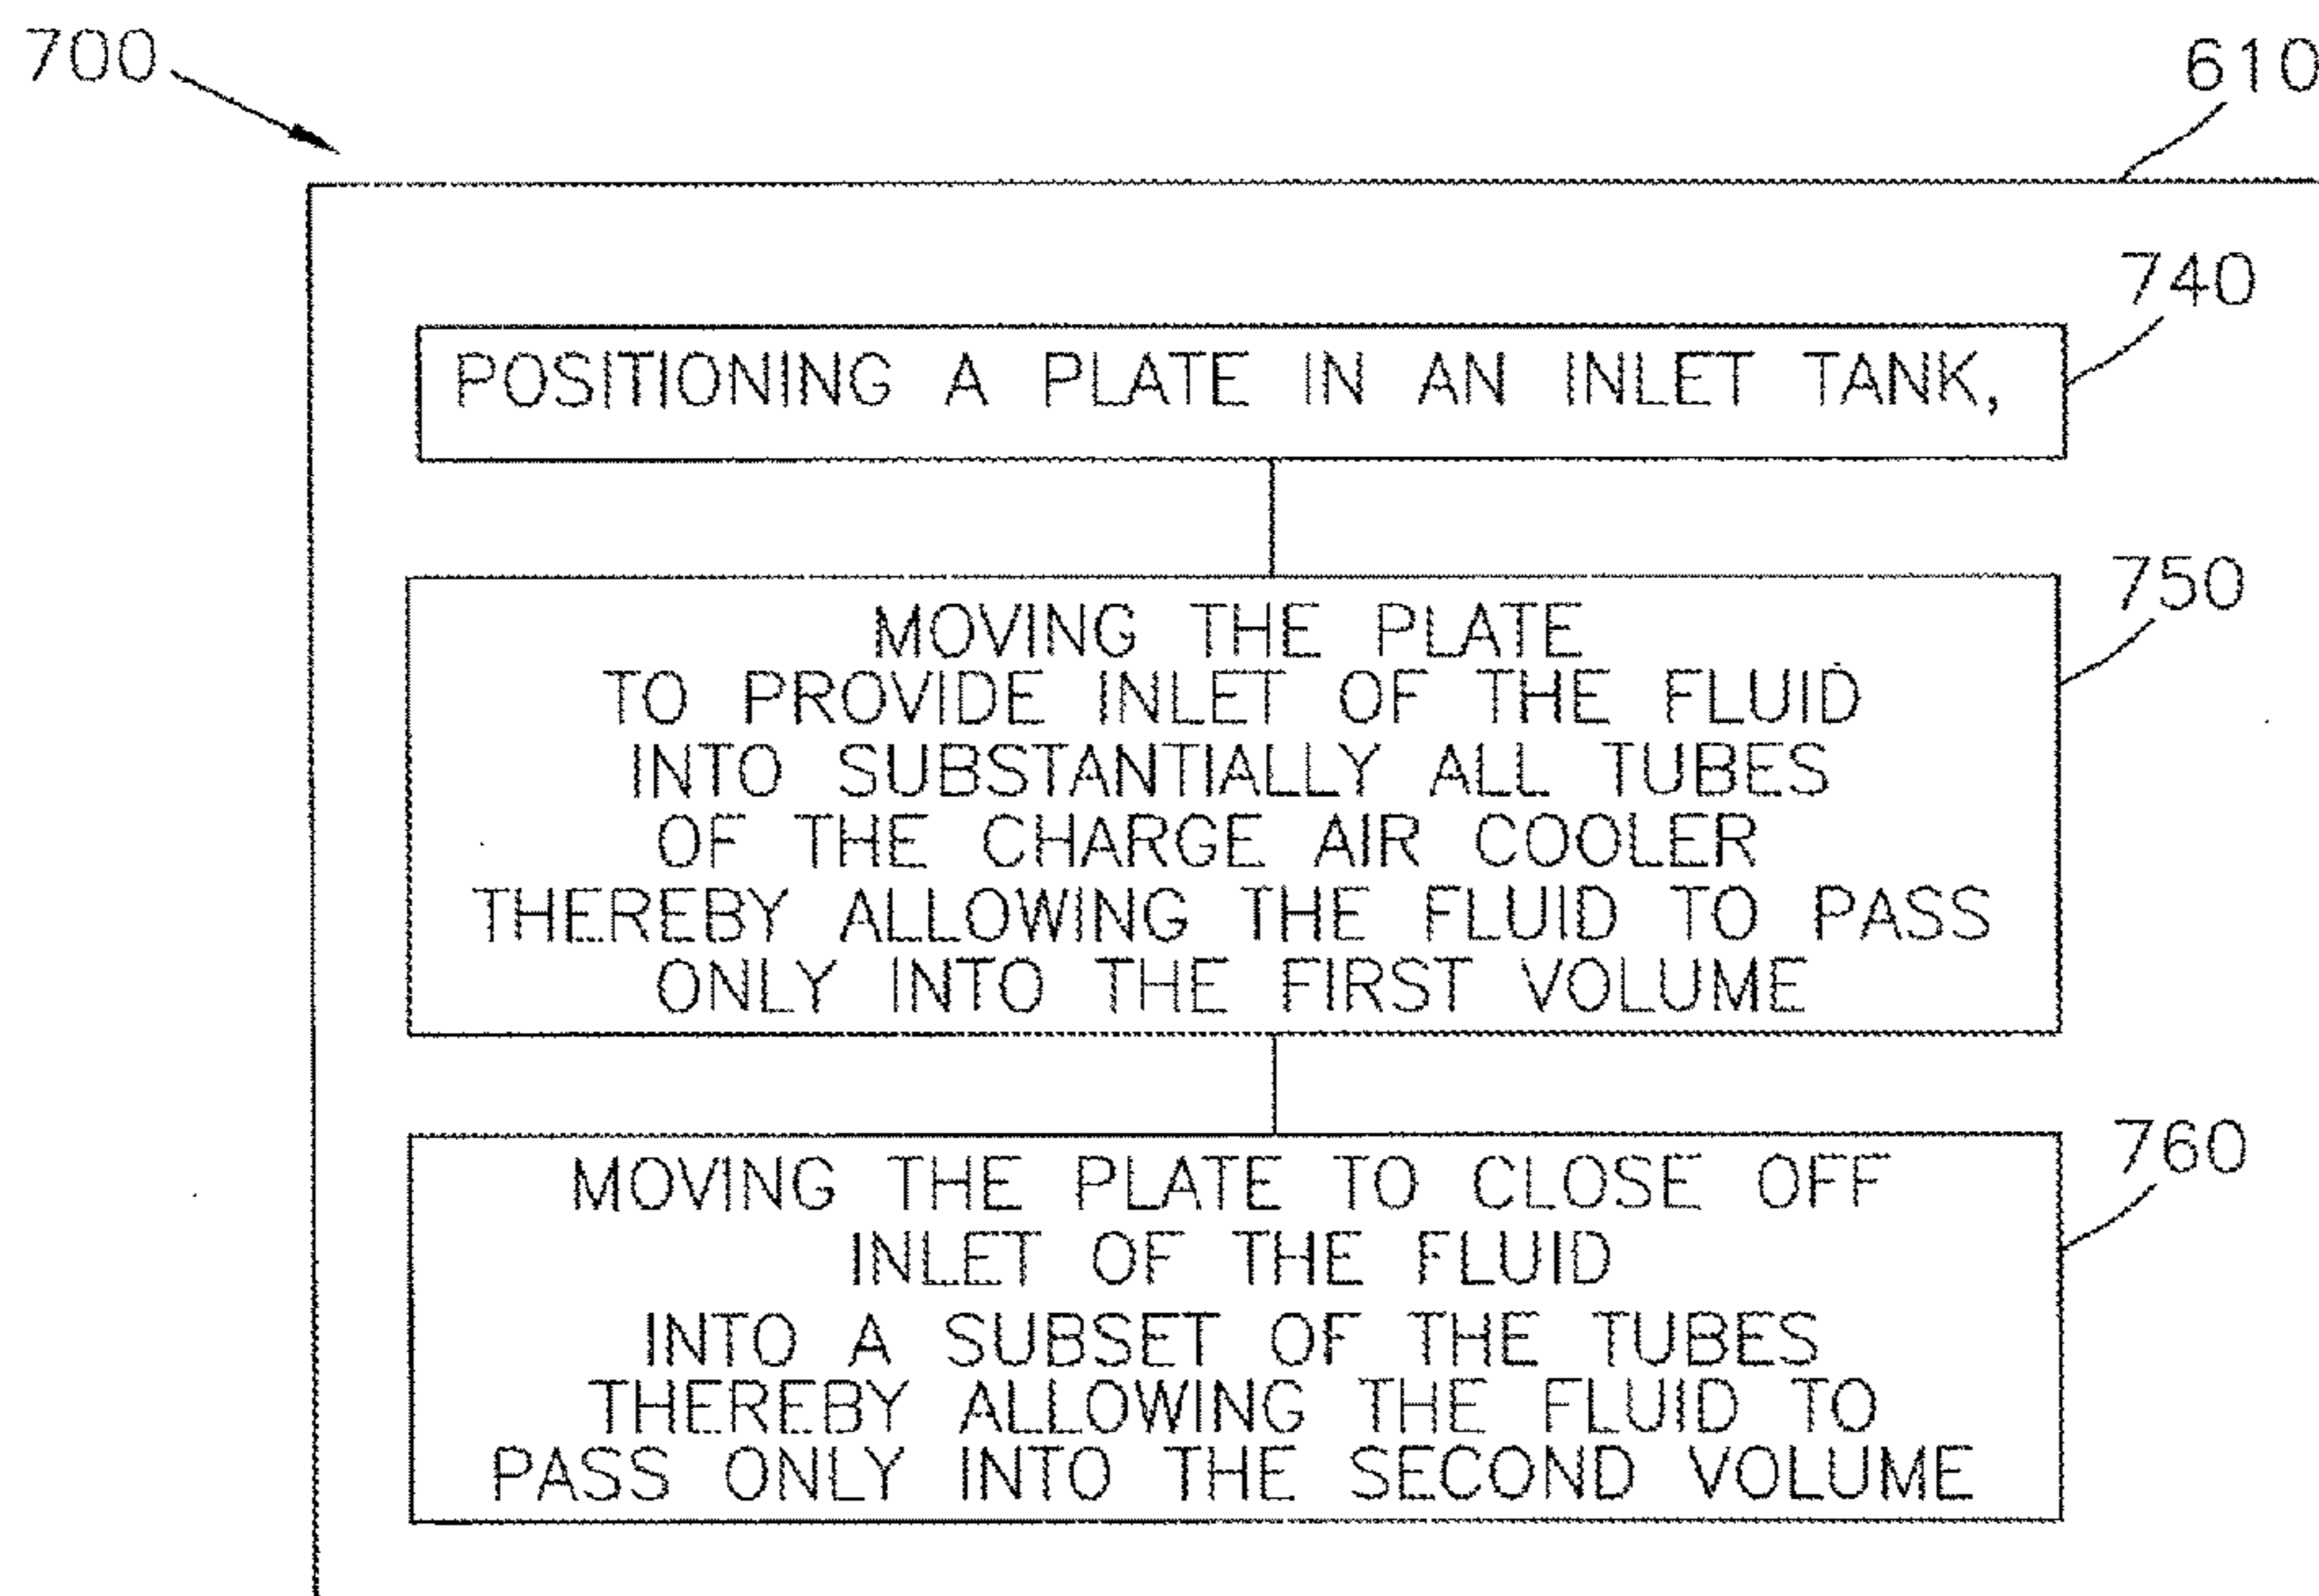 700
610
740
POSITIONING A PLATE IN AN INLET TANK,
750
MOVING THE PLATE
TO PROVIDE INLET OF THE FLUID
INTO SUBSTANTIALLY ALL TUBES
OF THE CHARGE AIR COOLER
THEREBY ALLOWING THE FLUID TO PASS
ONLY INTO THE FIRST VOLUME
760
MOVING THE PLATE TO CLOSE OFF
INLET OF THE FLUID
INTO A SUBSET OF THE TUBES
THEREBY ALLOWING THE FLUID TO
PASS ONLY INTO THE SECOND VOLUME